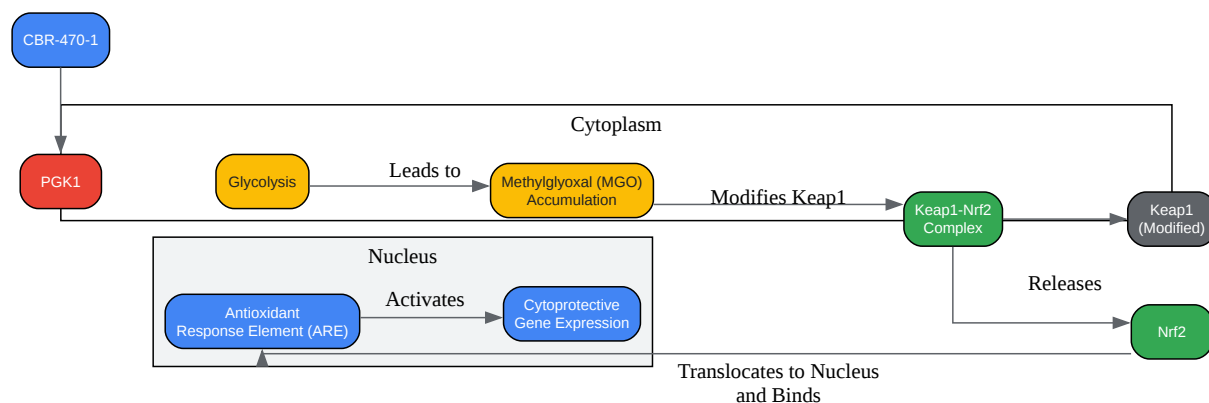 CBR-470-1
Cytoplasm
PGK1
Glycolysis
Leads to
Methylglyoxal (MGO)
Accumulation
Modifies Keap1
Keap1-Nrf2
Complex
Keap1
(Modified)
Nucleus
Antioxidant
Response Element (ARE)
Activates
Cytoprotective
Gene Expression
Releases
Nrf2
Translocates to Nucleus
and Binds